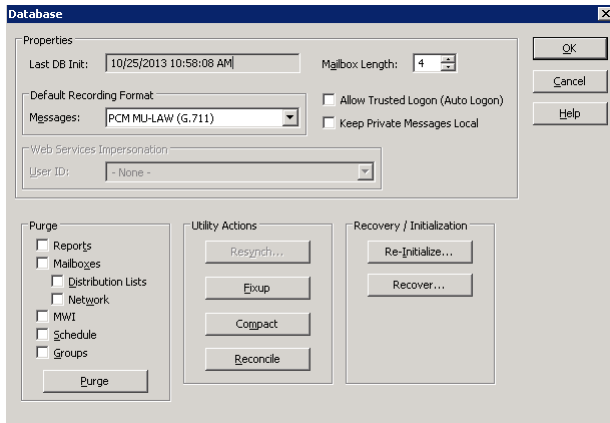 Database
Properties
Last DB Init: 10/25/2013 10:58:08 AM
Mailbox Length: 4
Default Recording Format
Messages: PCM MU-LAW (G.711)
Allow Trusted Logon (Auto Logon)
Keep Private Messages Local
Web Services Impersonation
User ID: - None -
OK
Cancel
Help
Purge
Reports
Mailboxes
Distribution Lists
Network
MWI
Schedule
Groups
Purge
Utility Actions
Resynch...
Fixup
Compact
Reconcile
Recovery / Initialization
Re-Initialize...
Recover...